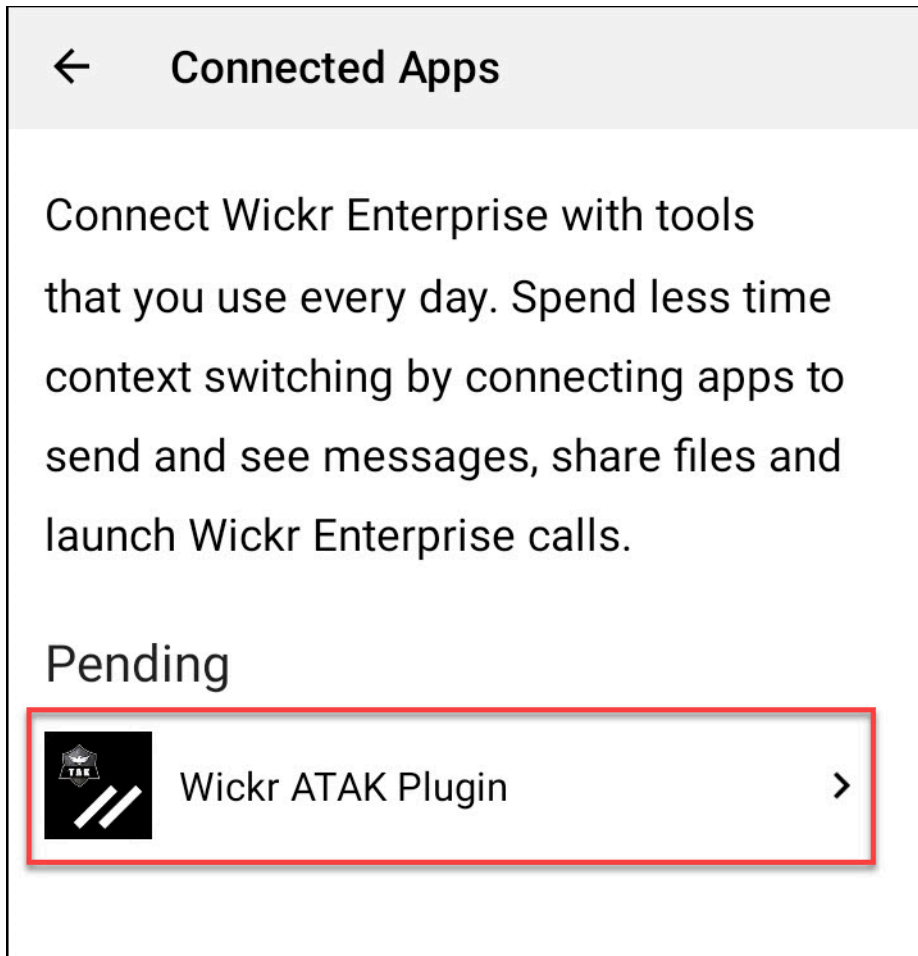 Connected Apps
Connect Wickr Enterprise with tools
that you use every day. Spend less time
context switching by connecting apps to
send and see messages, share files and
launch Wickr Enterprise calls.
Pending
TAK
Wickr ATAK Plugin